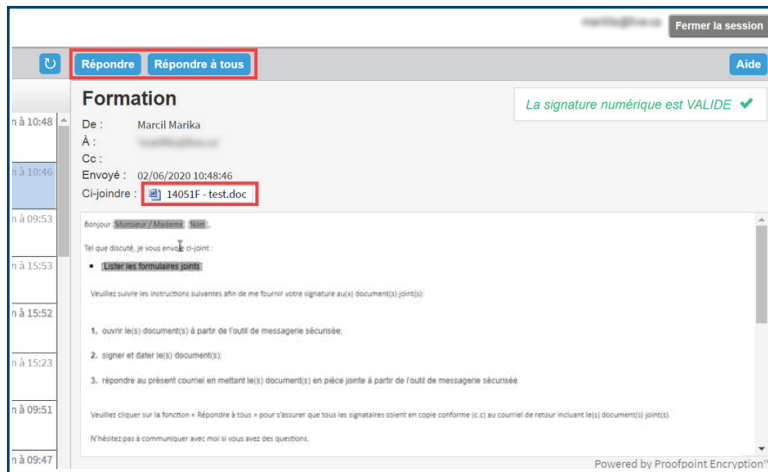 Fermer la session
Répondre Répondre à tous Aide
Formation
La signature numérique est VALIDE
n à 10:48
De : Marcil Marika
À :
Cc :
n à 10:46
Envoyé : 02/06/2020 10:48:46
Ci-joindre : 14051F - test.doc
n à 09:53
Bonjour Monsieur / Madame Nom,
Tel que discuté, je vous envoie ci-joint :
n à 15:53
• Lister les formulaires joints
Veuillez suivre les instructions suivantes afin de me fournir votre signature au(x) document(s) joint(s):
n à 15:52
1. ouvrir le(s) document(s) à partir de l'outil de messagerie sécurisée;
n à 15:23
2. signer et dater le(s) document(s);
3. répondre au présent courriel en mettant le(s) document(s) en pièce jointe à partir de l'outil de messagerie sécurisée.
n à 09:51
Veuillez cliquer sur la fonction « Répondre à tous » pour s'assurer que tous les signataires soient en copie conforme (c.c) au courriel de retour incluant le(s) document(s) joint(s).
N'hésitez pas à communiquer avec moi si vous avez des questions.
n à 09:47
Powered by Proofpoint Encryption